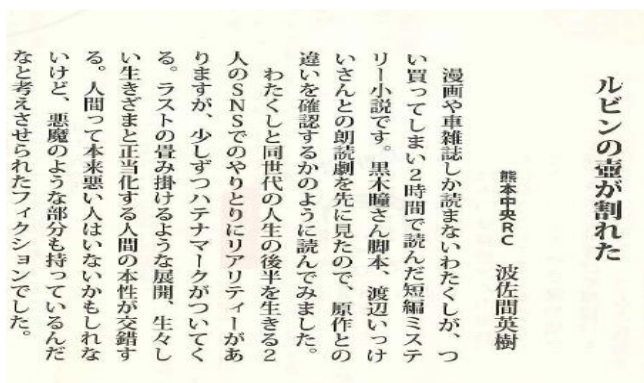 ルビンの壺が割れた
熊本中央RC 波佐間英樹
漫画や車雑誌しか読まないわたくしが、つ
い買ってしまい2時間で読んだ短編ミステ
リー小説です。黒木瞳さん脚本、渡辺いっけ
いさんとの朗読劇を先に見たので、原作との
違いを確認するかのように読んでみました。
わたくしと同世代の人生の後半を生きる2
人のSNSでのやりとりにリアリティーがあ
りますが、少しずつハテナマークがついてく
る。ラストの畳み掛けるような展開、生々し
い生きざまと正当化する人間の本性が交錯す
る。人間って本来悪い人はいないかもしれな
いけど、悪魔のような部分も持っているんだ
なと考えさせられたフィクションでした。